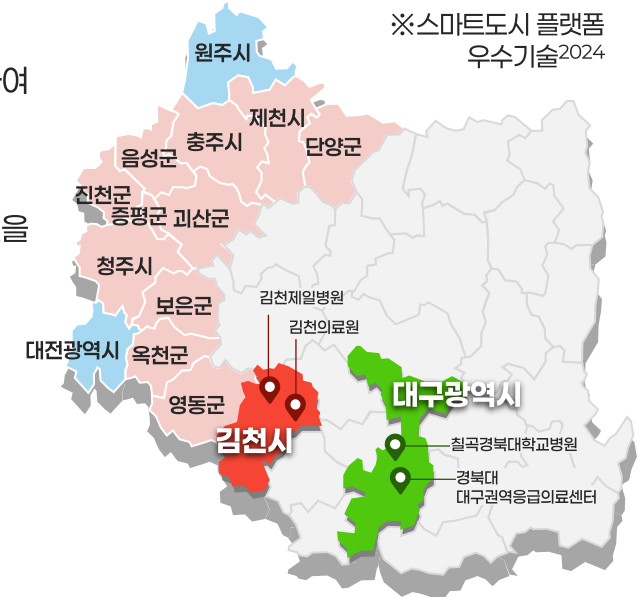 ※스마트도시 플랫폼
우수기술2024
여
을
원주시
제천시
충주시
단양군
음성군
진천군
증평군
괴산군
청주시
보은군
김천제일병원
김천의료원
대전광역시
옥천군
영동군
김천시
대구광역시
칠곡경북대학교병원
경북대
대구권역응급의료센터